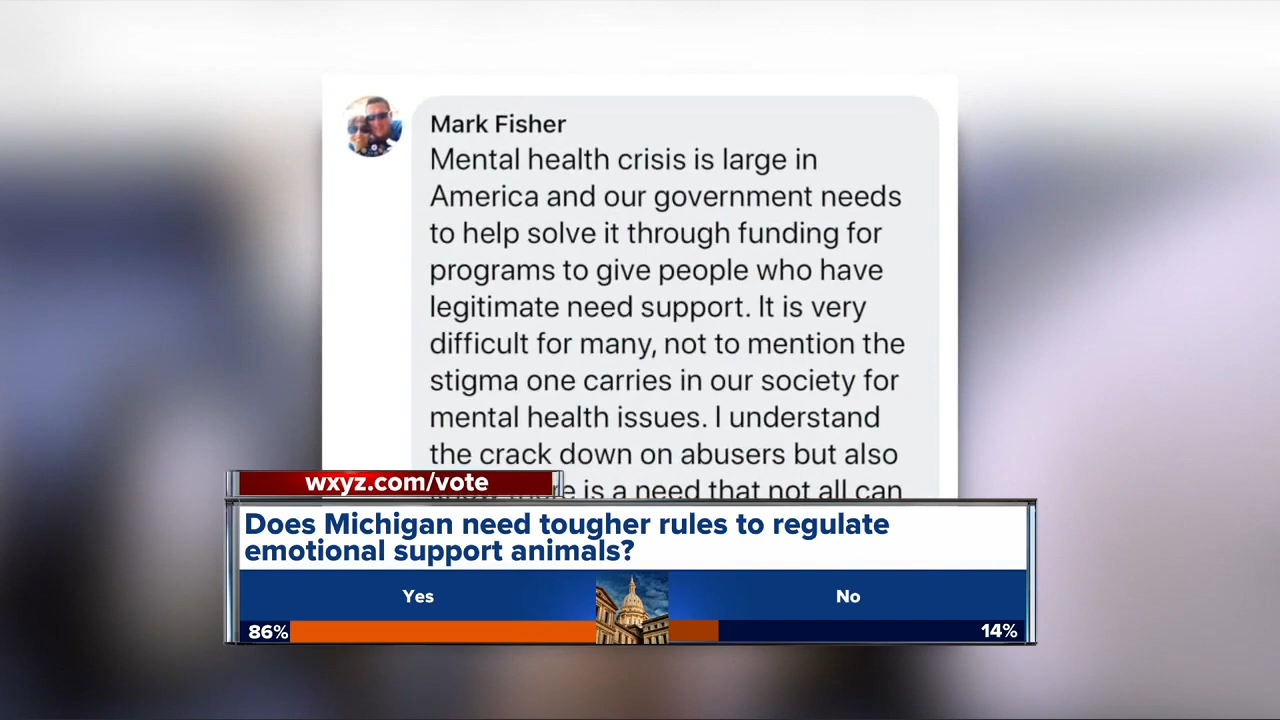 Mark Fisher
Mental health crisis is large in
America and our government needs
to help solve it through funding for
programs to give people who have
legitimate need support. It is very
difficult for many, not to mention the
stigma one carries in our society for
mental health issues. I understand
the crack down on abusers but also
is a need that not all can
wxyz.com/vote
Does Michigan need tougher rules to regulate
emotional support animals?
Yes
No
86%
14%